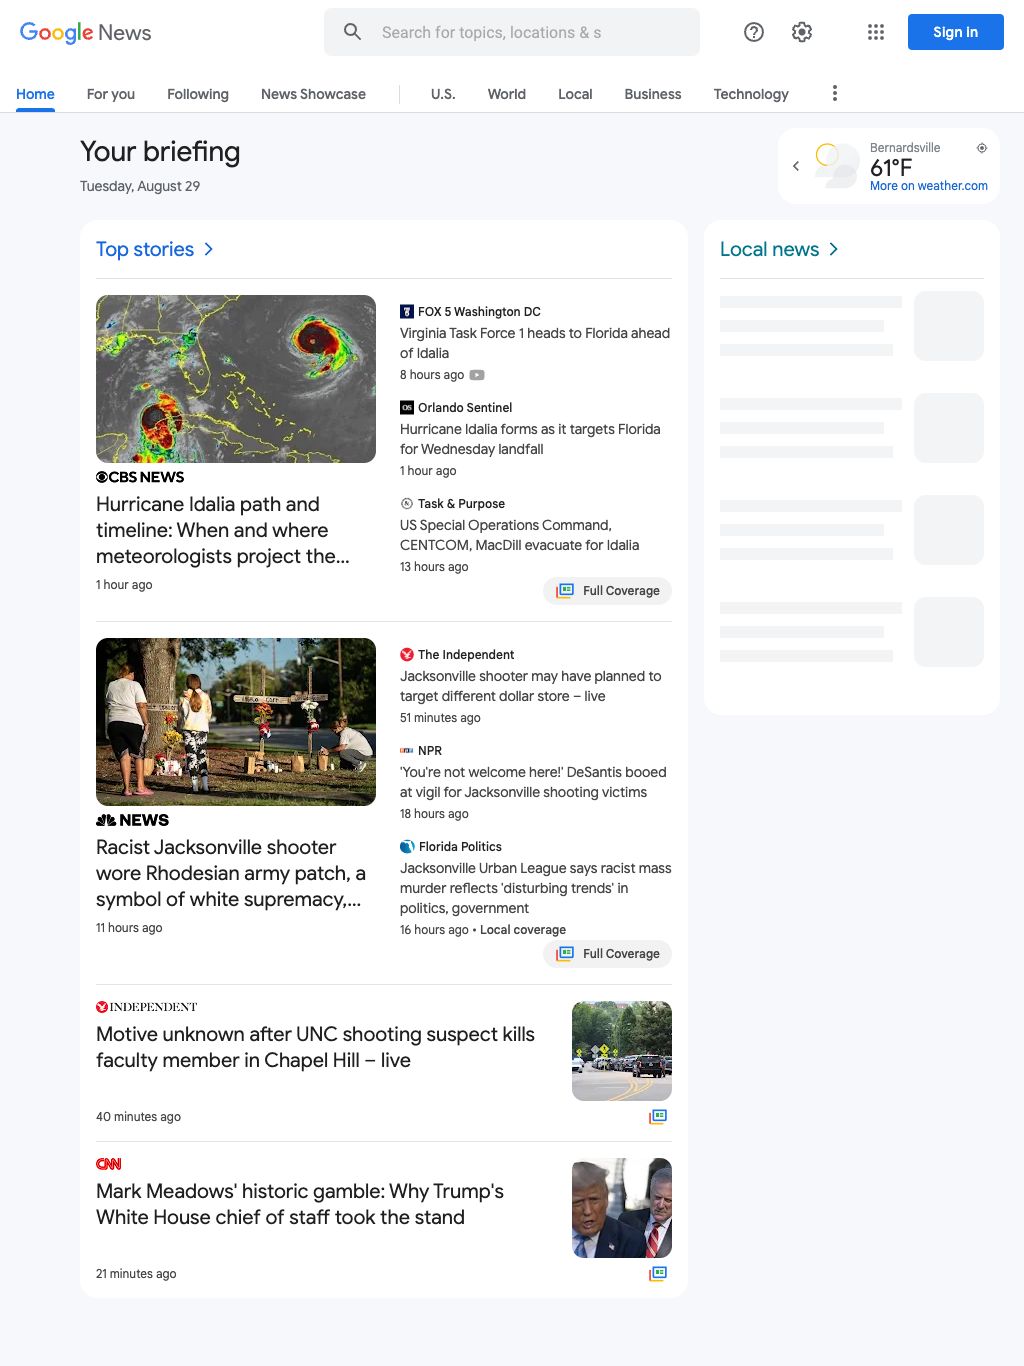 Google News
Search for topics, locations & s
Sign in
Home
For you
Following
News Showcase
U.S.
World
Local
Business
Technology
Your briefing
Tuesday, August 29
Bernardsville
61°F
More on weather.com
Top stories
CBS NEWS
Hurricane Idalia path and
timeline: When and where
meteorologists project the...
1 hour ago
FOX 5 Washington DC
Virginia Task Force 1 heads to Florida ahead
of Idalia
8 hours ago
OS Orlando Sentinel
Hurricane Idalia forms as it targets Florida
for Wednesday landfall
1 hour ago
Task & Purpose
US Special Operations Command,
CENTCOM, MacDill evacuate for Idalia
13 hours ago
Full Coverage
NEWS
Racist Jacksonville shooter
wore Rhodesian army patch, a
symbol of white supremacy,...
11 hours ago
The Independent
Jacksonville shooter may have planned to
target different dollar store – live
51 minutes ago
NPR
'You're not welcome here!' DeSantis booed
at vigil for Jacksonville shooting victims
18 hours ago
Florida Politics
Jacksonville Urban League says racist mass
murder reflects 'disturbing trends' in
politics, government
16 hours ago • Local coverage
Full Coverage
INDEPENDENT
Motive unknown after UNC shooting suspect kills
faculty member in Chapel Hill – live
40 minutes ago
CNN
Mark Meadows' historic gamble: Why Trump's
White House chief of staff took the stand
21 minutes ago
Local news